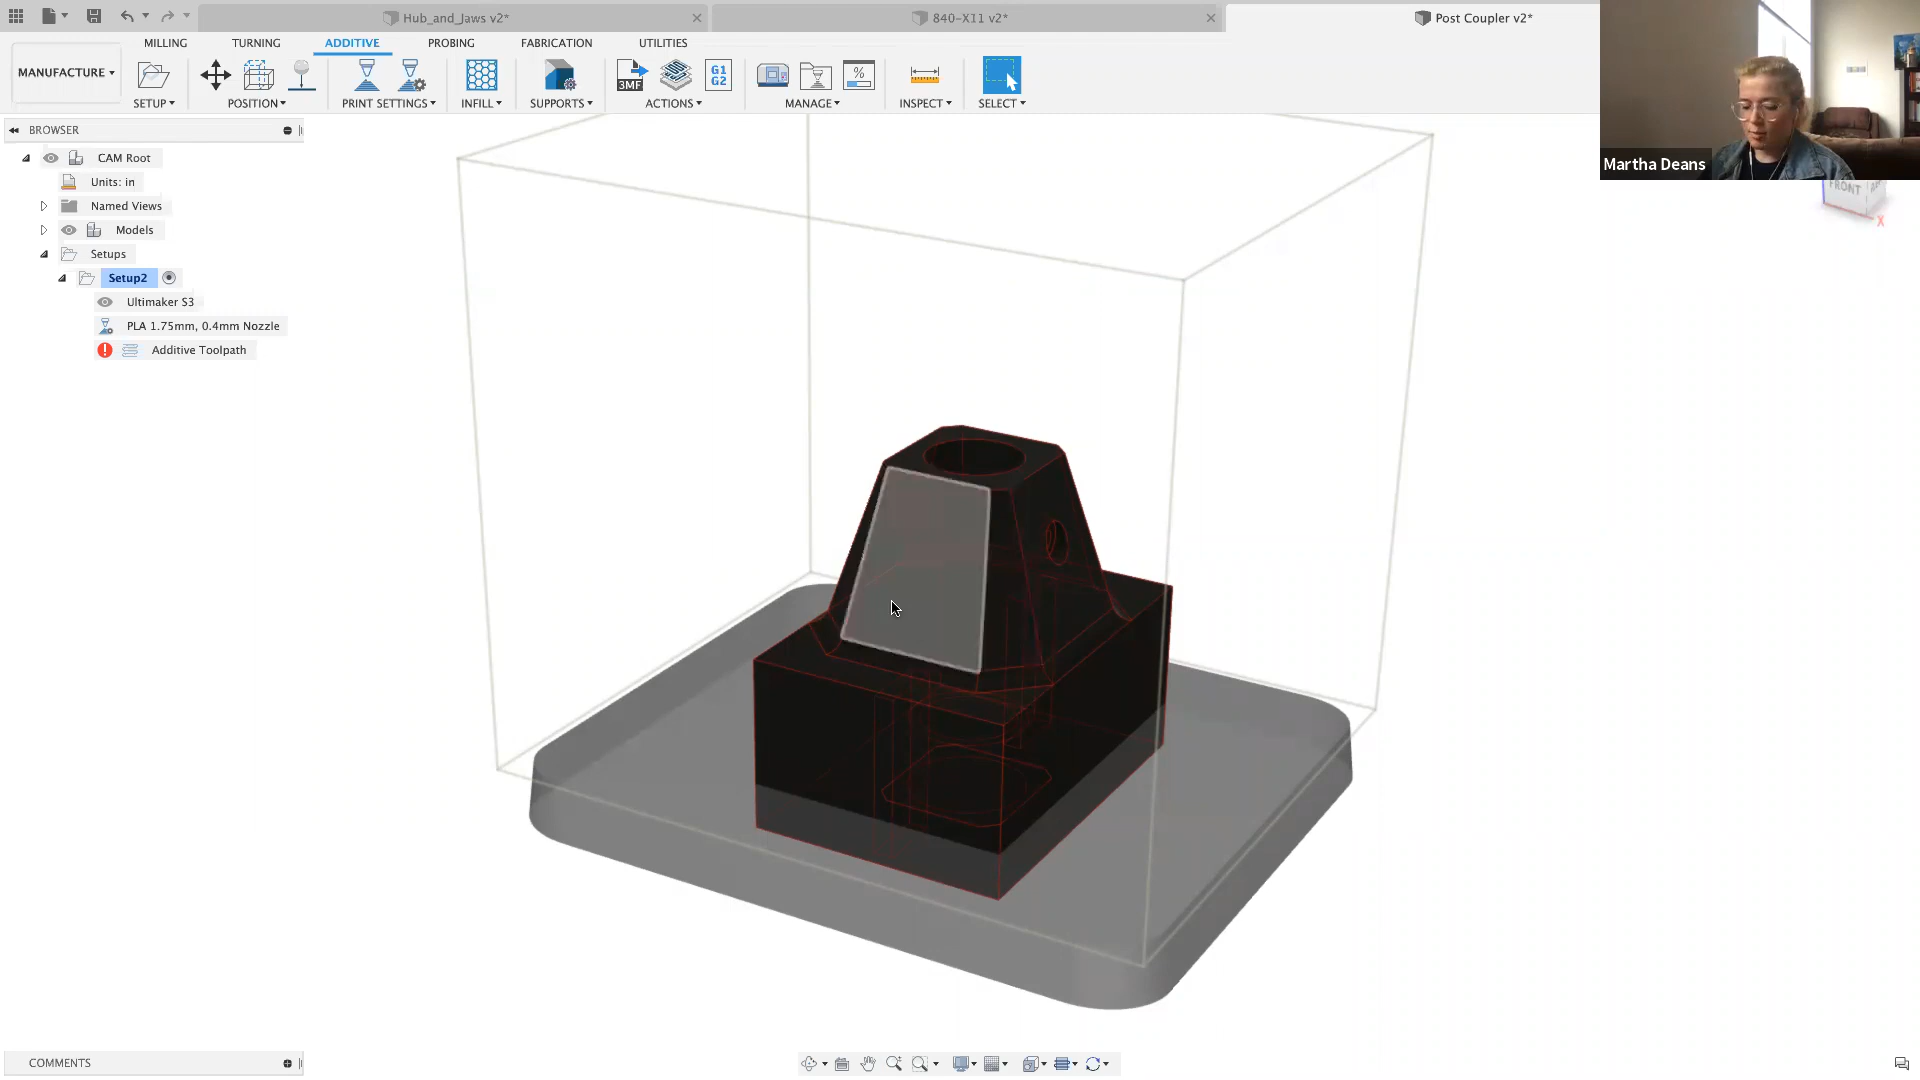 Hub_and_Jaws v2*
840-X11 v2*
Post Coupler v2*
MILLING
TURNING
ADDITIVE
PROBING
FABRICATION
UTILITIES
MANUFACTURE
SETUP
POSITION
PRINT SETTINGS
INFILL
SUPPORTS
3MF
G1
G2
ACTIONS
%
MANAGE
INSPECT
SELECT
Martha Deans
BROWSER
CAM Root
Units: in
Named Views
Models
Setups
Setup2
Ultimaker S3
PLA 1.75mm, 0.4mm Nozzle
Additive Toolpath
FRONT
X
COMMENTS